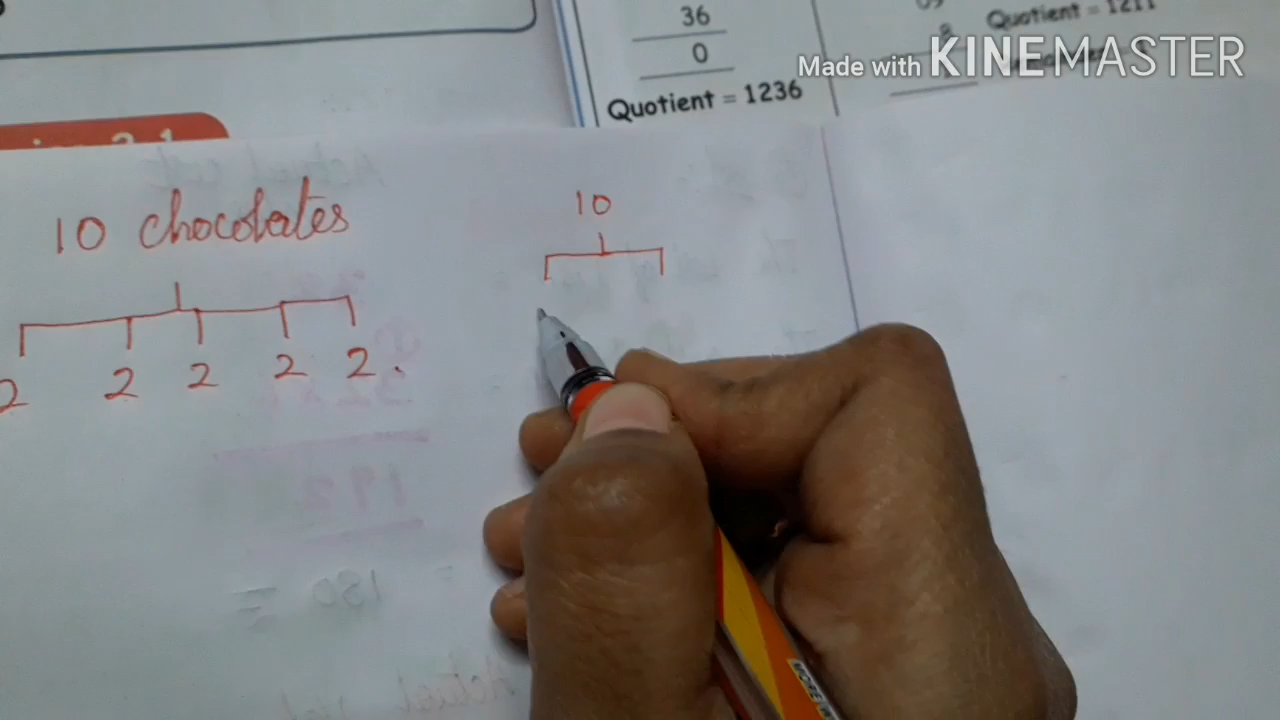 36
0
Quotient = 1236
Quotient = 1211
Made with KINEMASTER
10 chocolates
2 2 2 2 2.
10